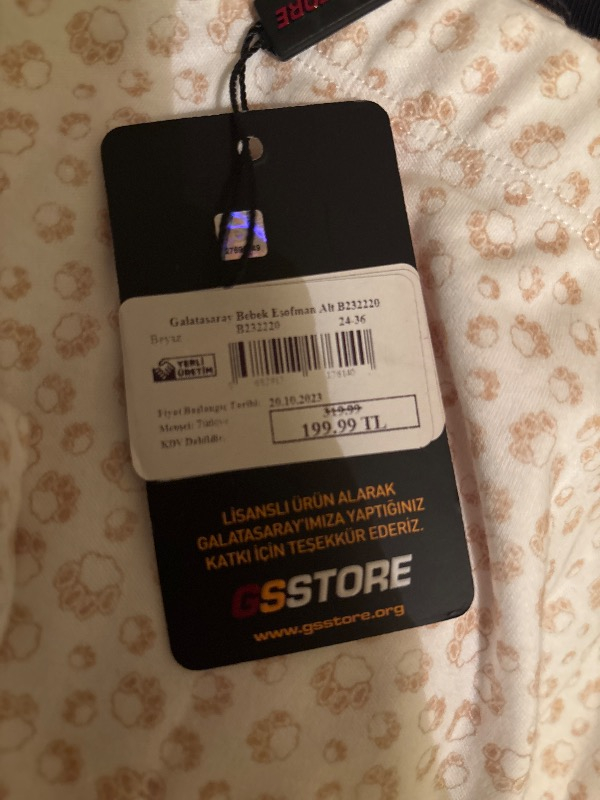 STORE
Galatasaray Bebek Eşofman Alt B232220
B232220 24-36
Beyaz
YERLİ
ÜRETİM
Fiyat Başlangıç Tarihi: 20.10.2023
319.99
Menşei: Türkiye
199.99 TL
KDV Dahildir.
LİSANSLI ÜRÜN ALARAK
GALATASARAY'IMIZA YAPTIĞINIZ
KATKI İÇİN TEŞEKKÜR EDERİZ.
GSSTORE
www.gsstore.org